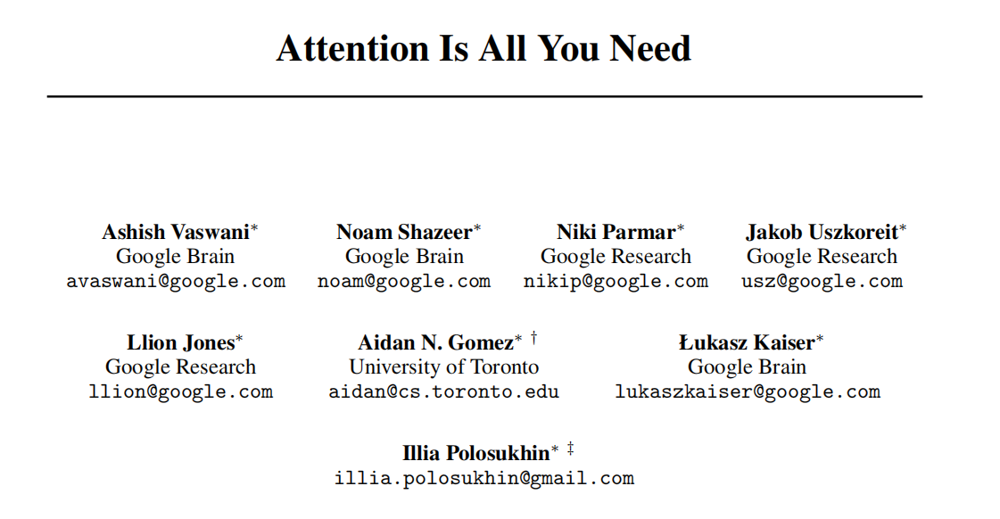 Attention Is All You Need
Ashish Vaswani* Noam Shazeer* Niki Parmar* Jakob Uszkoreit*
Google Brain Google Brain Google Research Google Research
avaswani@google.com noam@google.com nikip@google.com usz@google.com
Llion Jones* Aidan N. Gomez* † Łukasz Kaiser*
Google Research University of Toronto Google Brain
llion@google.com aidan@cs.toronto.edu lukaszkaiser@google.com
Illia Polosukhin* ‡
illia.polosukhin@gmail.com